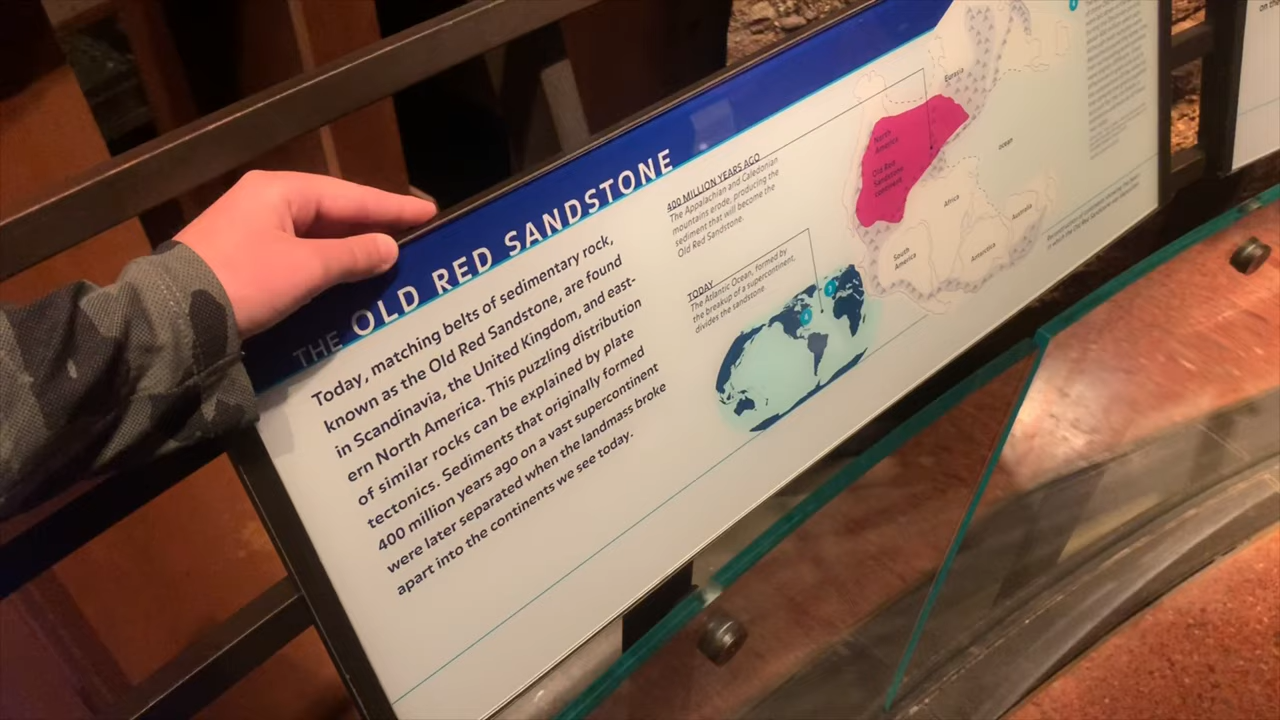 THE OLD RED SANDSTONE
Today, matching belts of sedimentary rock,
known as the Old Red Sandstone, are found
in Scandinavia, the United Kingdom, and east-
ern North America. This puzzling distribution
of similar rocks can be explained by plate
tectonics. Sediments that originally formed
400 million years ago on a vast supercontinent
were later separated when the landmass broke
apart into the continents we see today.
400 MILLION YEARS AGO
The Appalachian and Caledonian
mountains erode, producing the
sediment that will become the
Old Red Sandstone.
TODAY
The Atlantic Ocean, formed by
the breakup of a supercontinent,
divides the sandstone
Eurasia
North
America
Old Red
Sandstone
continent
ocean
Africa
Australia
South
America
Antarctica
4
3
on the